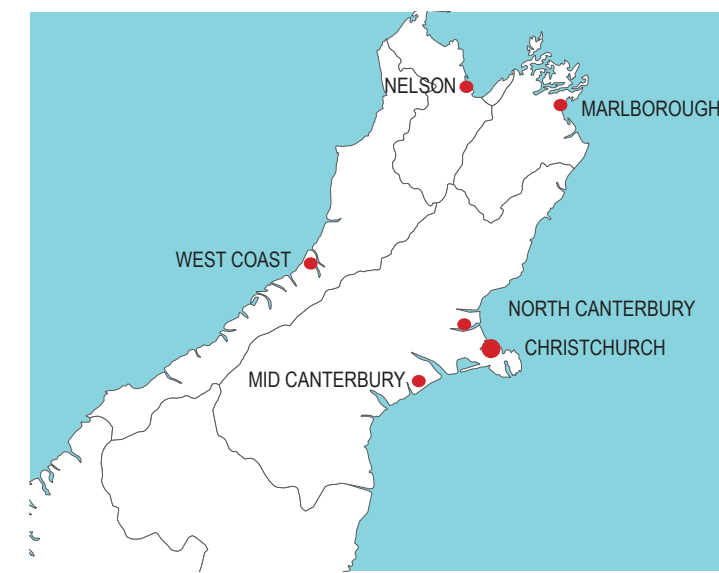 NELSON
MARLBOROUGH
WEST COAST
NORTH CANTERBURY
CHRISTCHURCH
MID CANTERBURY